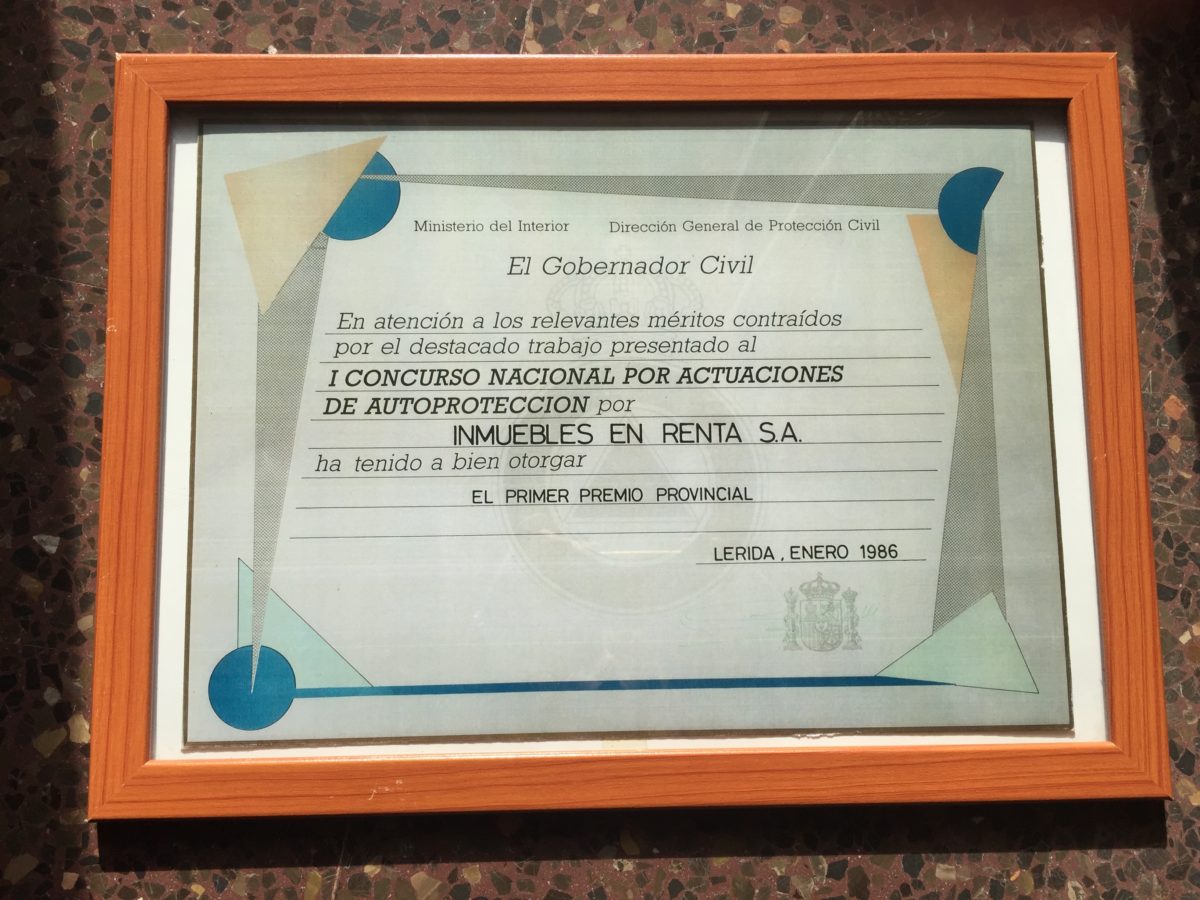 Ministerio del Interior Dirección General de Protección Civil
El Gobernador Civil
En atención a los relevantes méritos contraídos
por el destacado trabajo presentado al
I CONCURSO NACIONAL POR ACTUACIONES
DE AUTOPROTECCION por
INMUEBLES EN RENTA S.A.
ha tenido a bien otorgar
EL PRIMER PREMIO PROVINCIAL
LERIDA, ENERO 1986